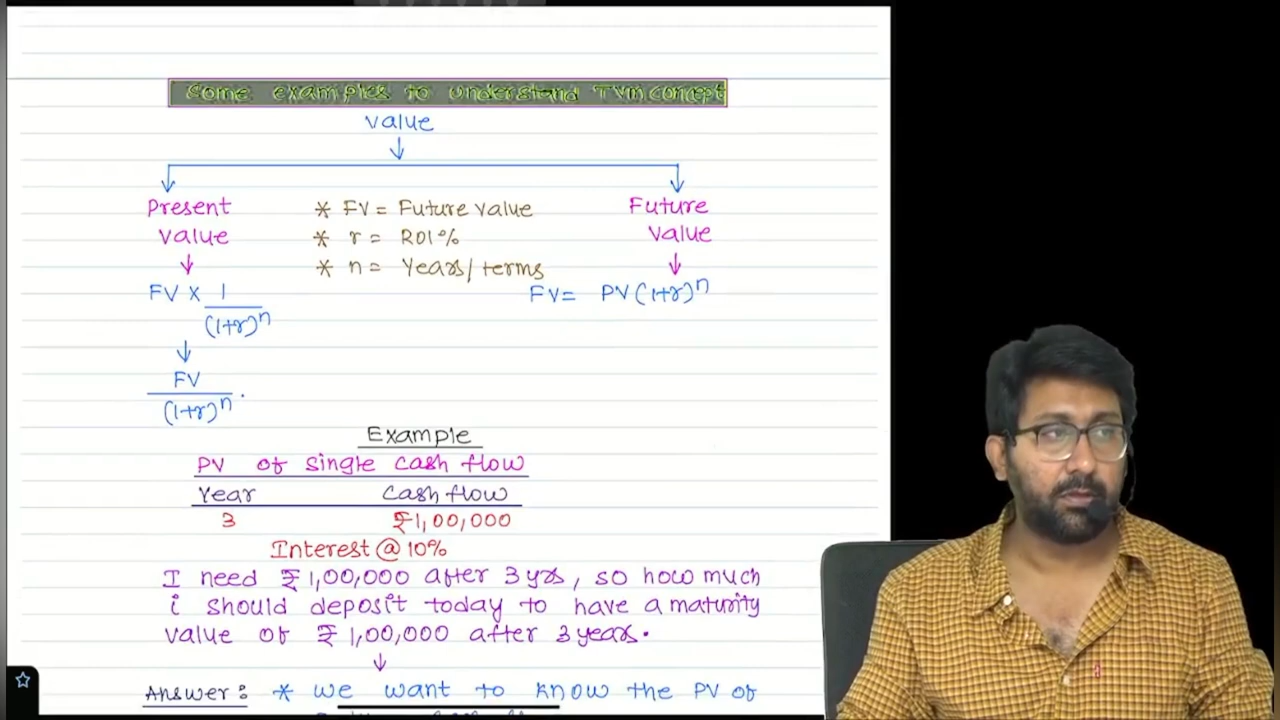 Some examples to understand TVM concept
Value
Present Value
* FV = Future Value
* r = ROI%
* n = Years/terms
Future Value
FV × 1/(1+r)^n
FV = PV(1+r)^n
FV/(1+r)^n.
Example
PV of single cash flow
Year Cash flow
3 ₹1,00,000
Interest @ 10%
I need ₹1,00,000 after 3 yrs, so how much
i should deposit today to have a maturity
value of ₹1,00,000 after 3 years.
Answer: * we want to know the PV of